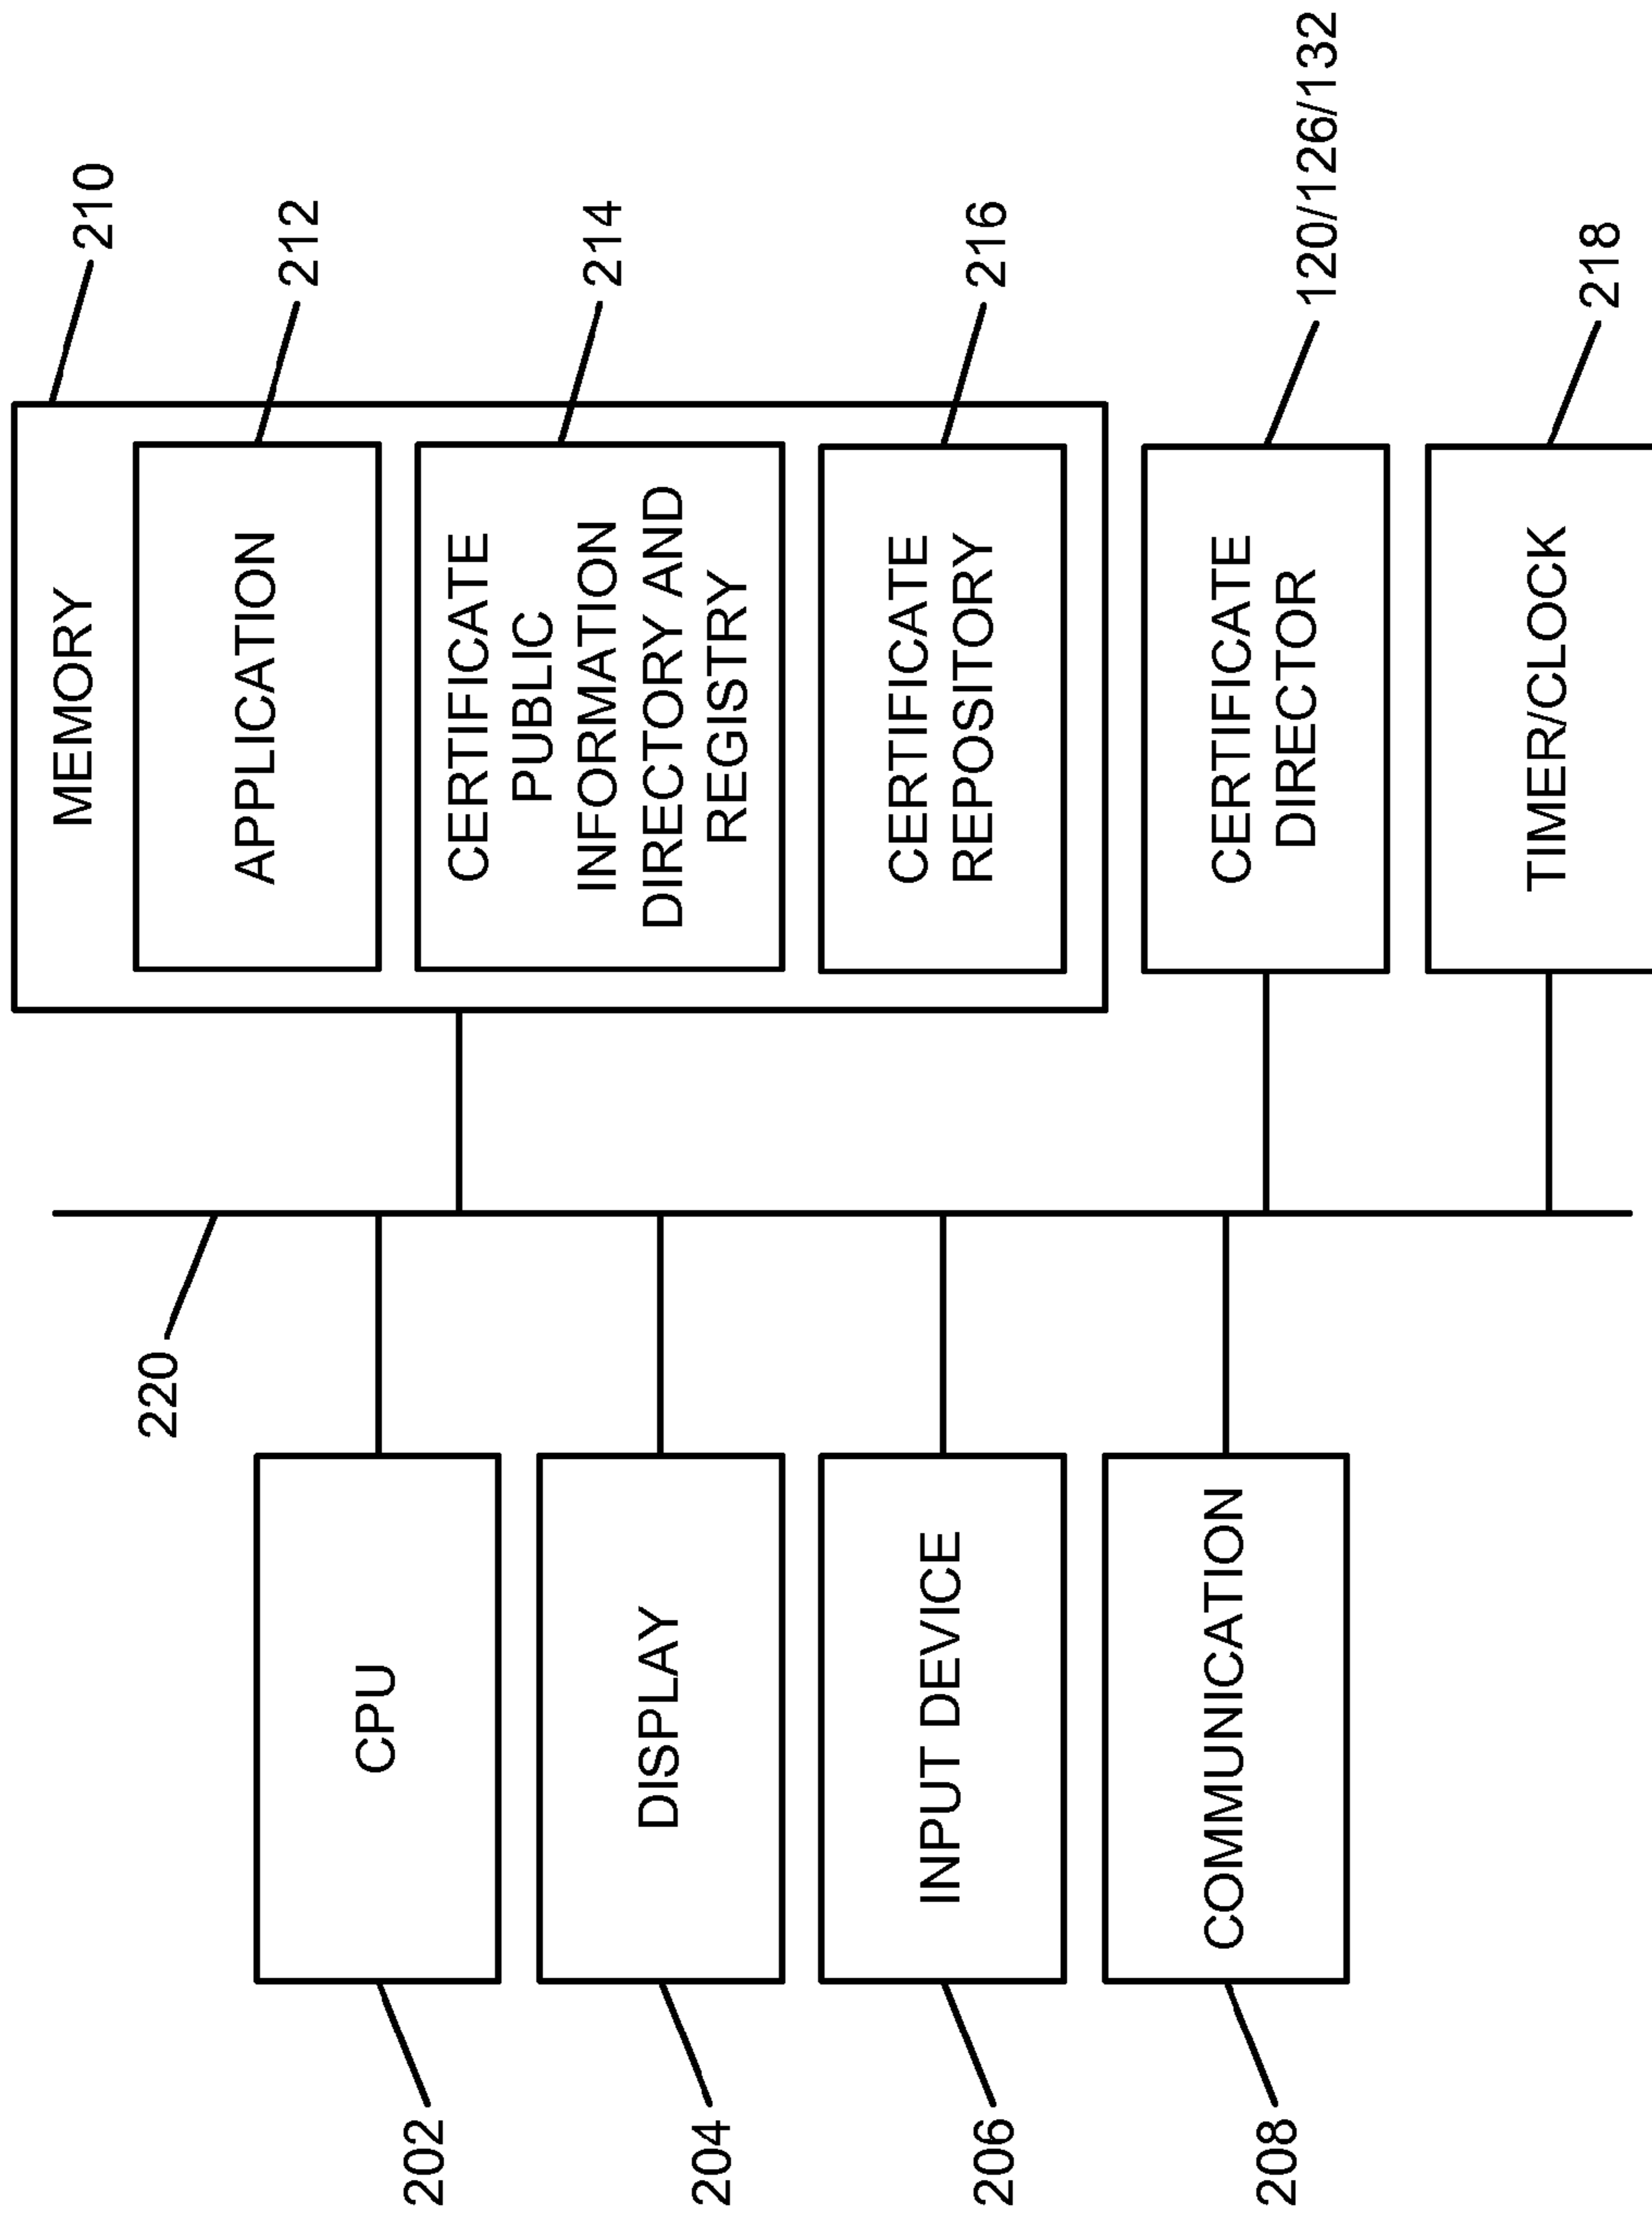 MEMORY
210
APPLICATION
212
220
202
CPU
CERTIFICATE
PUBLIC
INFORMATION
DIRECTORY AND
REGISTRY
214
204
DISPLAY
CERTIFICATE
REPOSITORY
216
206
INPUT DEVICE
208
COMMUNICATION
CERTIFICATE
DIRECTOR
120/126/132
TIMER/CLOCK
218